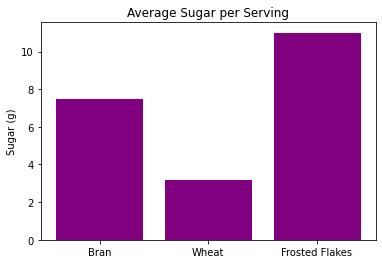 Average Sugar per Serving
Sugar (g)
10
8
6
4
2
0
Bran
Wheat
Frosted Flakes